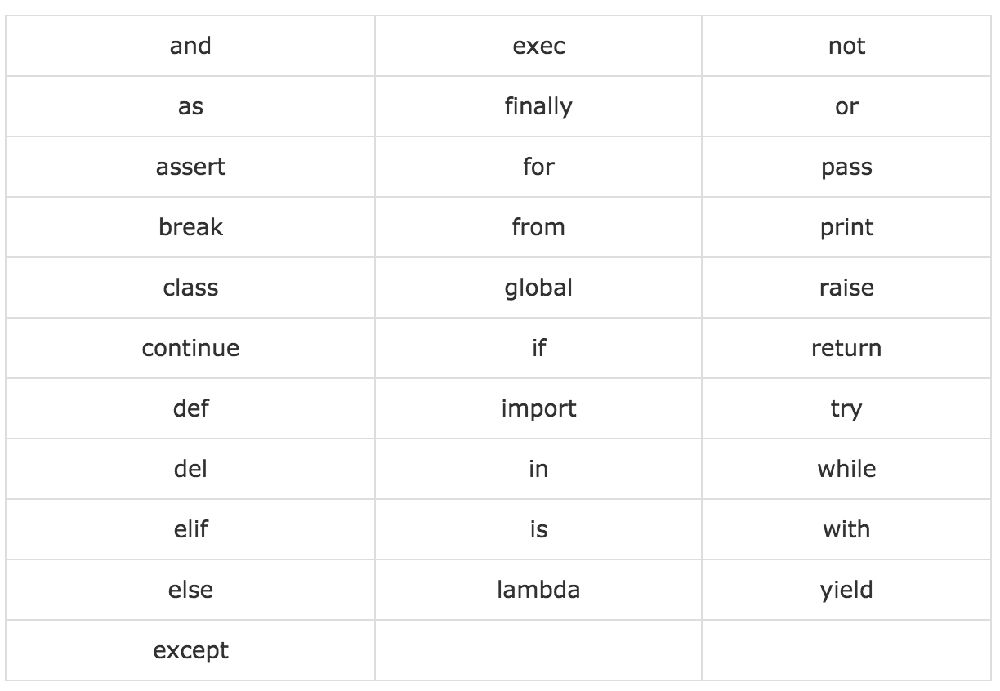 and exec not
as finally or
assert for pass
break from print
class global raise
continue if return
def import try
del in while
elif is with
else lambda yield
except